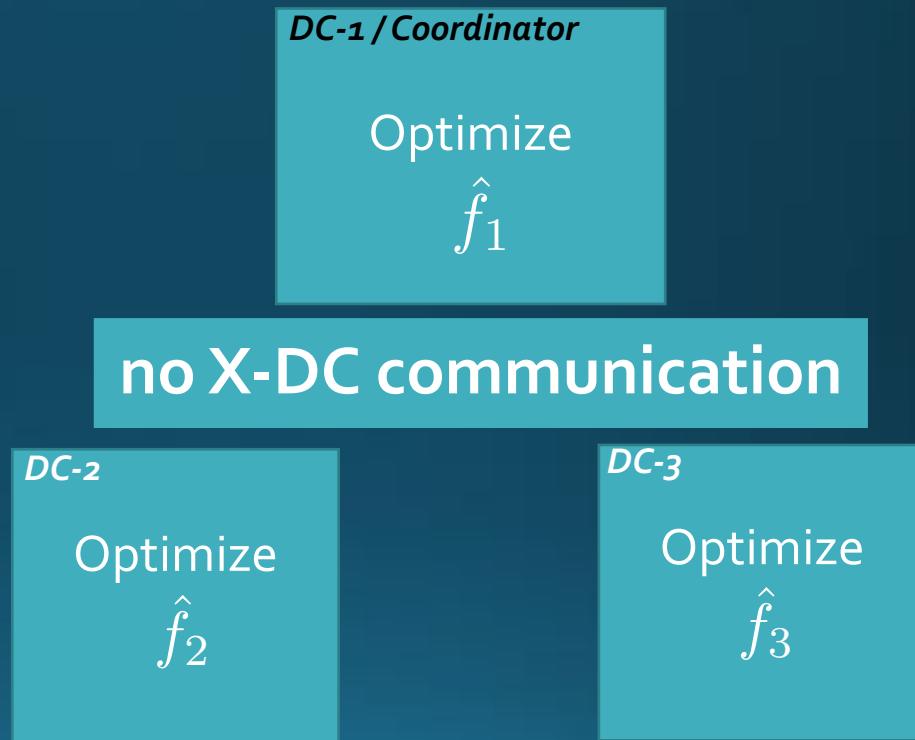 DC-1 / Coordinator
Optimize
f̂₁
no X-DC communication
DC-2
Optimize
f̂₂
DC-3
Optimize
f̂₃